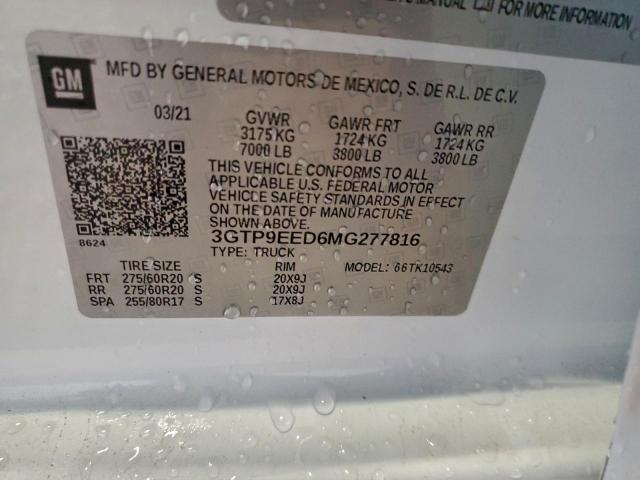 MANUAL FOR MORE INFORMATION
GM
MFD BY GENERAL MOTORS DE MEXICO, S. DE R.L. DE C.V.
03/21
GVWR GAWR FRT GAWR RR
3175 KG 1724 KG 1724 KG
7000 LB 3800 LB 3800 LB
THIS VEHICLE CONFORMS TO ALL
APPLICABLE U.S. FEDERAL MOTOR
VEHICLE SAFETY STANDARDS IN EFFECT
ON THE DATE OF MANUFACTURE
SHOWN ABOVE.
8624
3GTP9EED6MG277816
TYPE: TRUCK
MODEL: 66TK10543
TIRE SIZE RIM
FRT 275/60R20 S 20X9J
RR 275/60R20 S 20X9J
SPA 255/80R17 S 17X8J